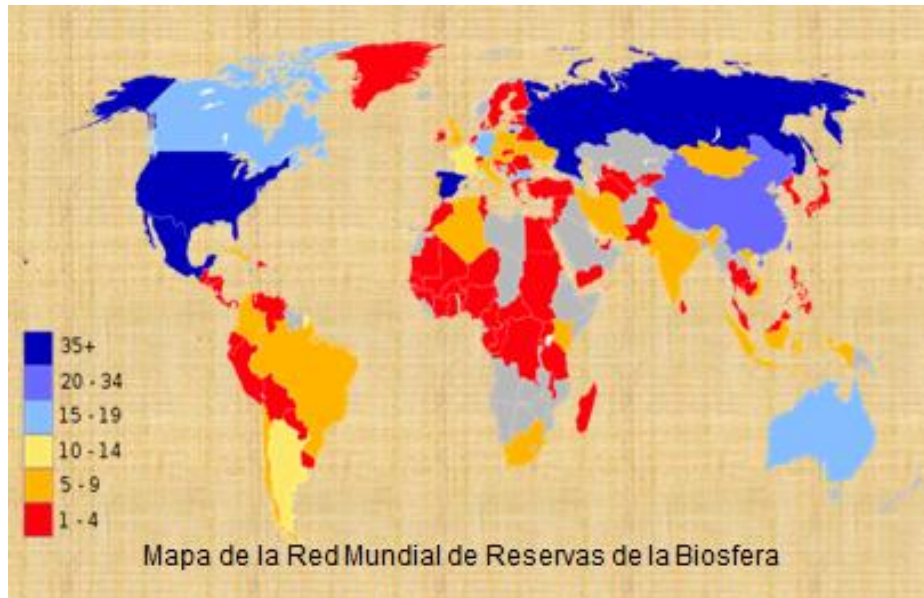 35+
20 - 34
15 - 19
10 - 14
5 - 9
1 - 4
Mapa de la Red Mundial de Reservas de la Biosfera